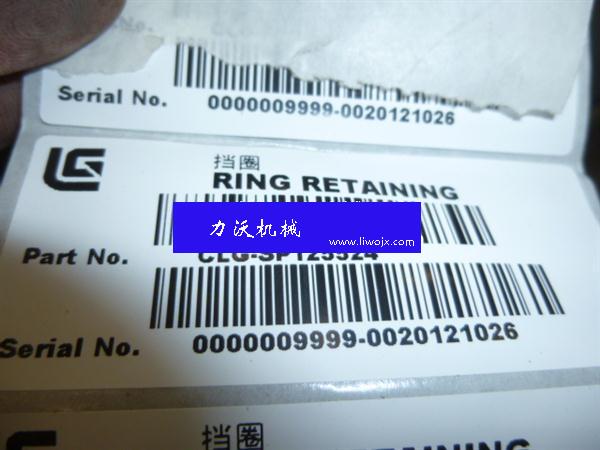 Serial No.
0000009999-0020121026
挡圈
RING RETAINING
力沃机械
www.liwojx.com
Part No.
CLG-SP125524
Serial No.
0000009999-0020121026
挡圈